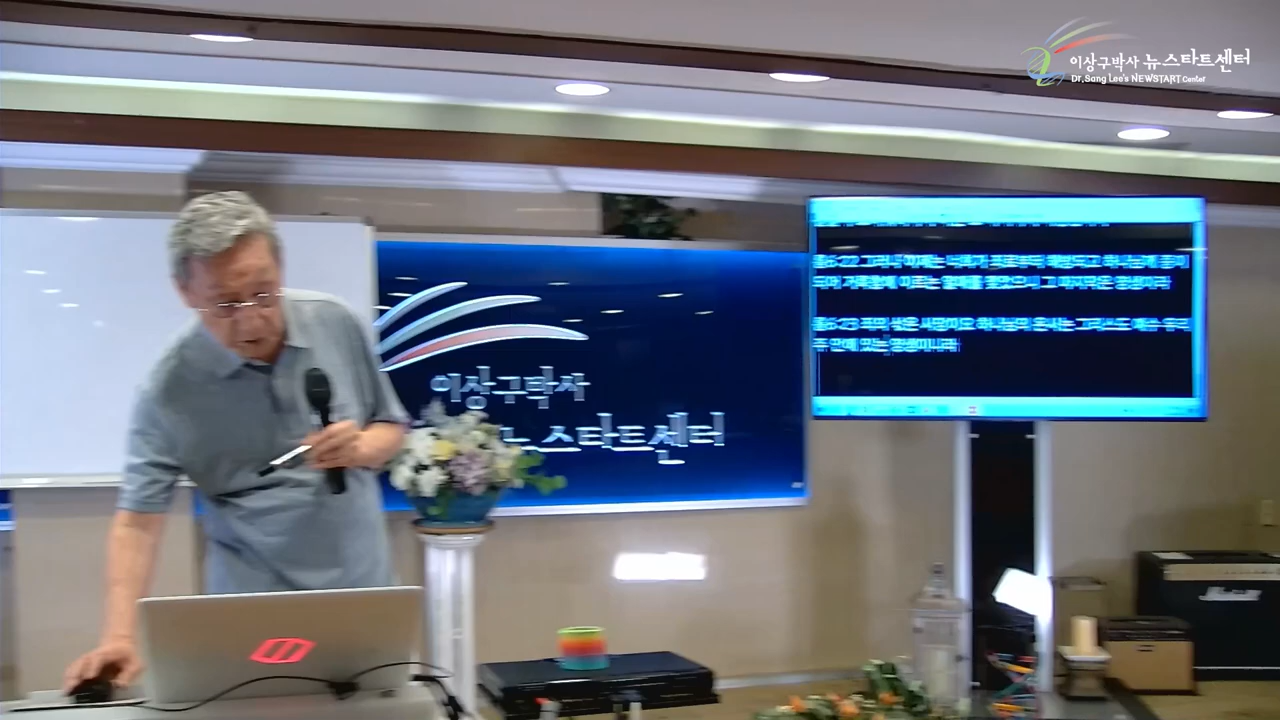 이상구박사 뉴스타트센터
Dr. Sang Lee's NEWSTART Center
이상구박사
뉴스타트센터
롬6:22 그러나 이제는 너희가 죄로부터 해방되고 하나님께 종이
되어 거룩함에 이르는 열매를 맺었으니 그 마지막은 영생이라
롬6:23 죄의 삯은 사망이요 하나님의 은사는 그리스도 예수 우리
주 안에 있는 영생이니라
Marshall